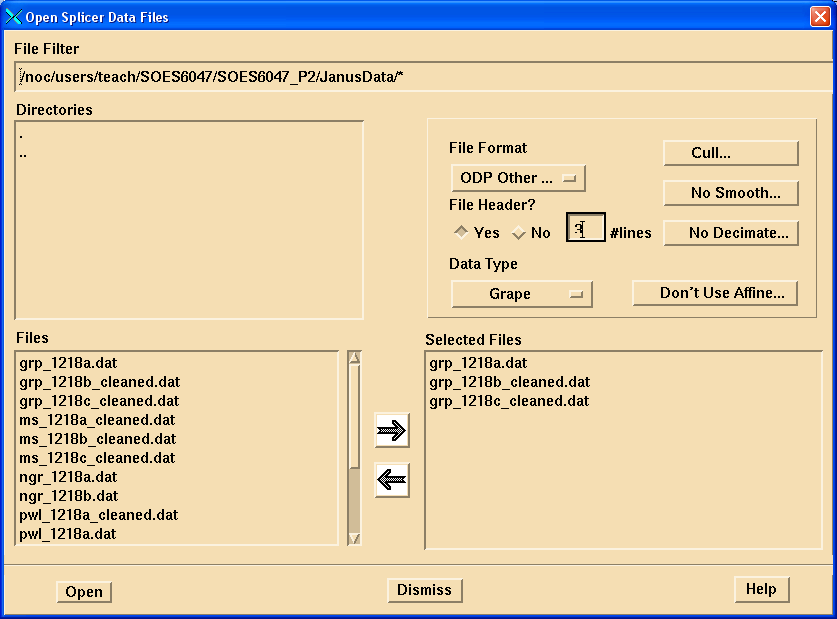 Open Splicer Data Files
File Filter
/noc/users/teach/SOES6047/SOES6047_P2/JanusData/*
Directories
.
..
File Format
ODP Other ...
File Header?
Yes No 3 #lines
Data Type
Grape
Cull...
No Smooth...
No Decimate...
Don't Use Affine...
Files
grp_1218a.dat
grp_1218b_cleaned.dat
grp_1218c_cleaned.dat
ms_1218a_cleaned.dat
ms_1218b_cleaned.dat
ms_1218c_cleaned.dat
ngr_1218a.dat
ngr_1218b.dat
pwl_1218a_cleaned.dat
pwl_1218a.dat
Selected Files
grp_1218a.dat
grp_1218b_cleaned.dat
grp_1218c_cleaned.dat
Open
Dismiss
Help